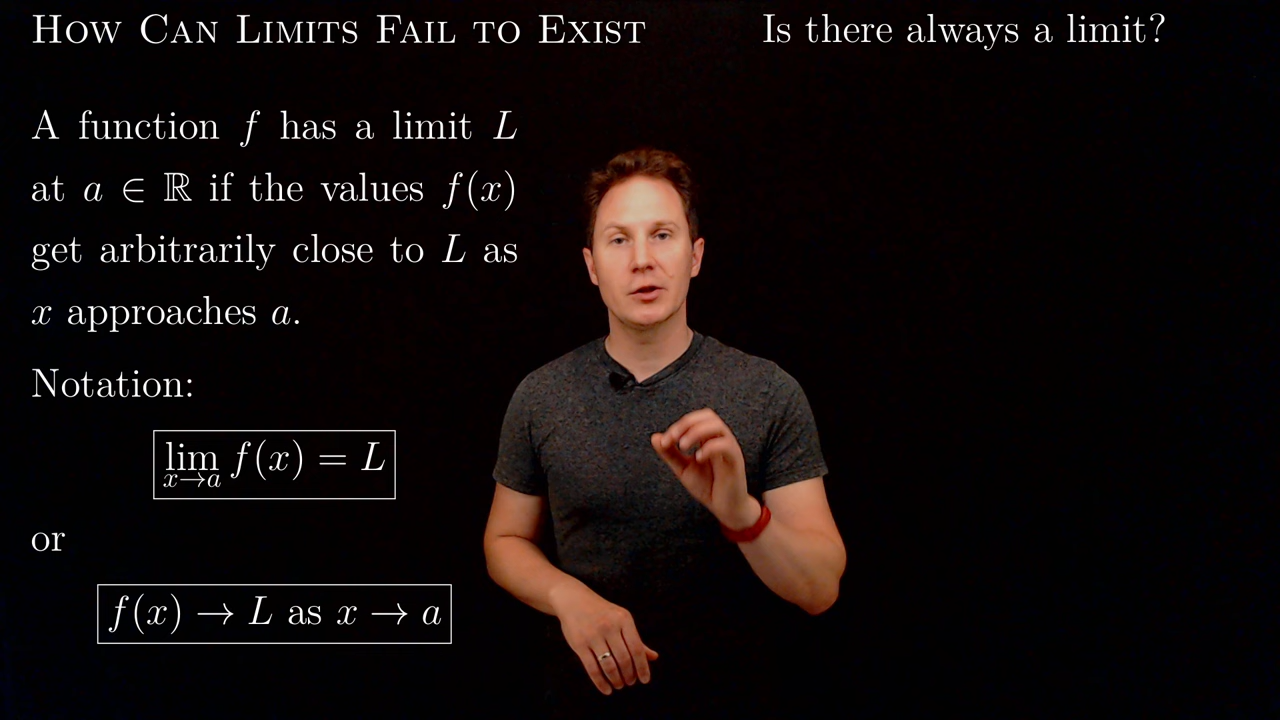 How Can Limits Fail to Exist
Is there always a limit?
A function f has a limit L
at a ∈ ℝ if the values f(x)
get arbitrarily close to L as
x approaches a.
Notation:
lim x→a f(x) = L
or
f(x) → L as x → a